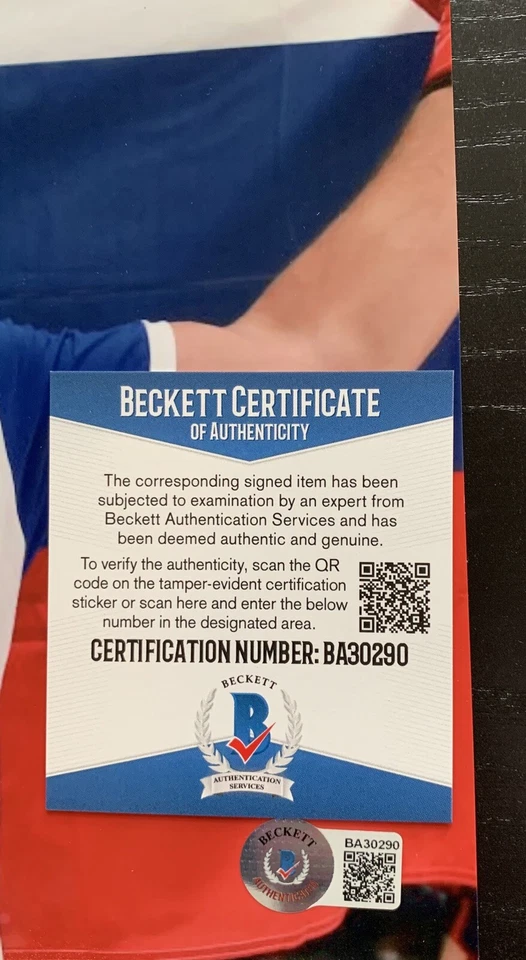 BECKETT CERTIFICATE
OF AUTHENTICITY
The corresponding signed item has been
subjected to examination by an expert from
Beckett Authentication Services and has
been deemed authentic and genuine.
To verify the authenticity, scan the QR
code on the tamper-evident certification
sticker or scan here and enter the below
number in the designated area.
CERTIFICATION NUMBER: BA30290
BECKETT
B
AUTHENTICATION
SERVICES
BECKETT
B
AUTHENTICATED
BA30290